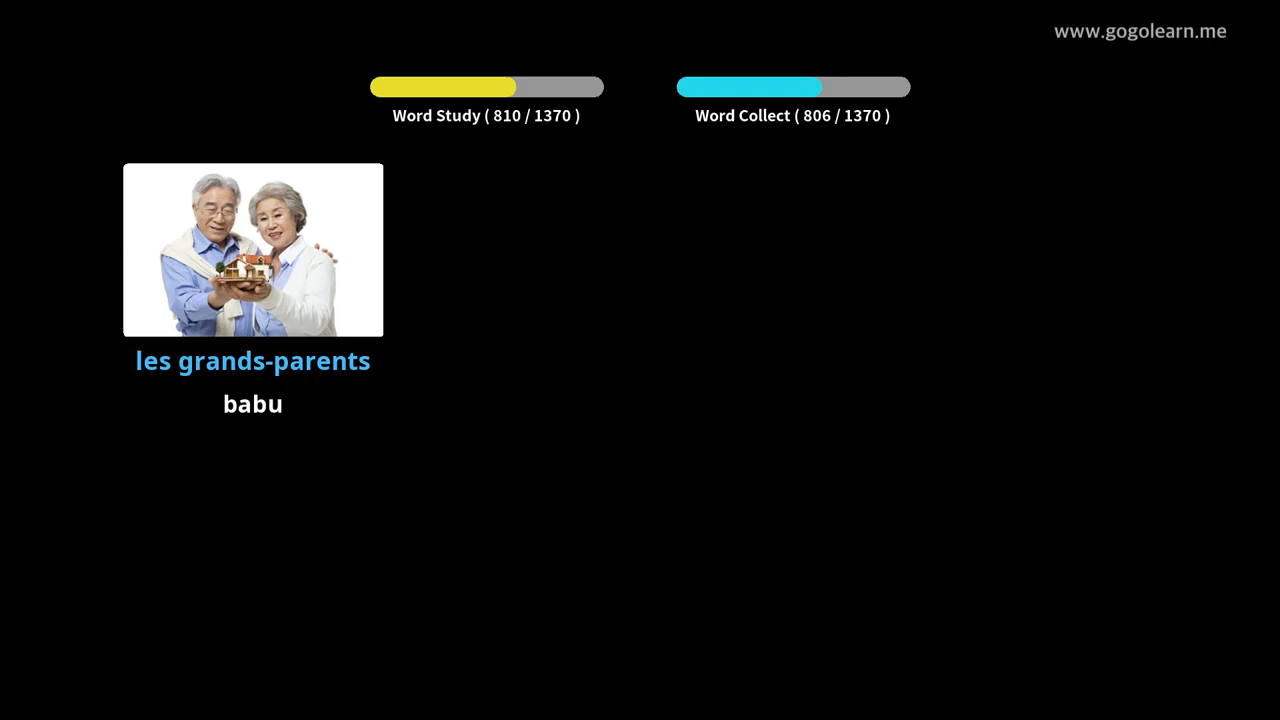 www.gogolearn.me
Word Study ( 810 / 1370 )
Word Collect ( 806 / 1370 )
les grands-parents
babu